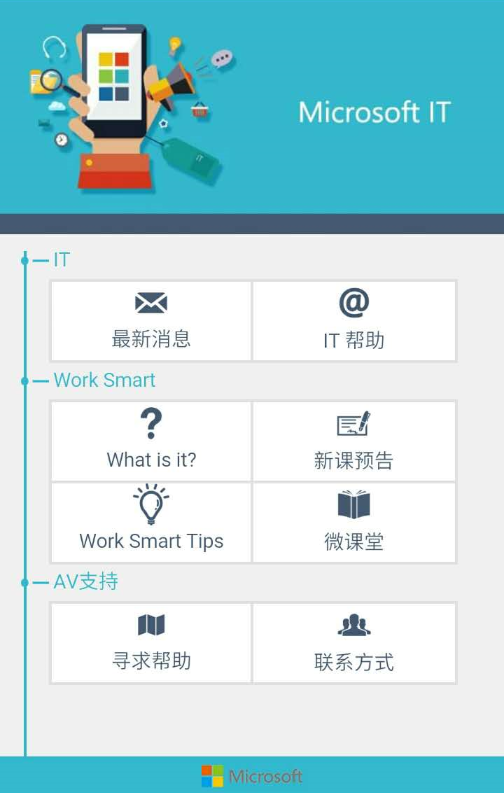 Microsoft IT
IT
IT
最新消息
IT 帮助
Work Smart
What is it?
新课预告
Work Smart Tips
微课堂
AV支持
寻求帮助
联系方式
Microsoft